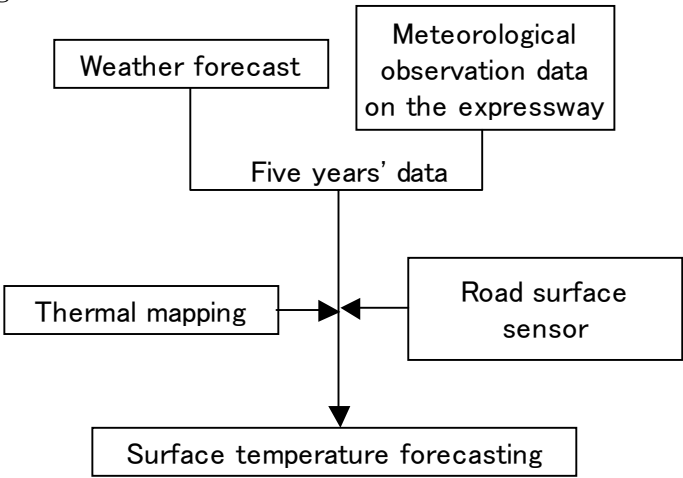 Weather forecast
Meteorological
observation data
on the expressway
Five years’ data
Thermal mapping
Road surface
sensor
Surface temperature forecasting